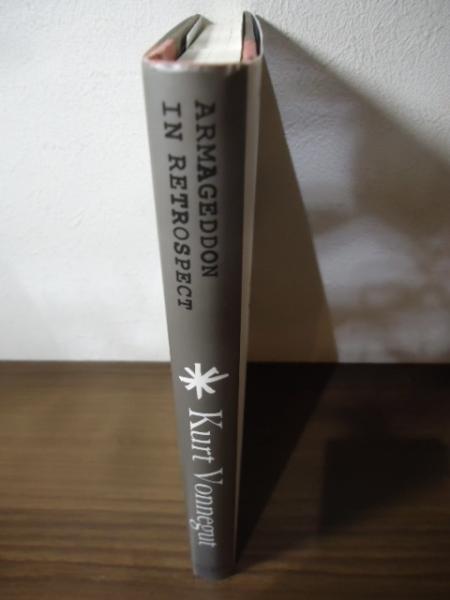 ARMAGEDDON
IN RETROSPECT
Kurt Vonnegut